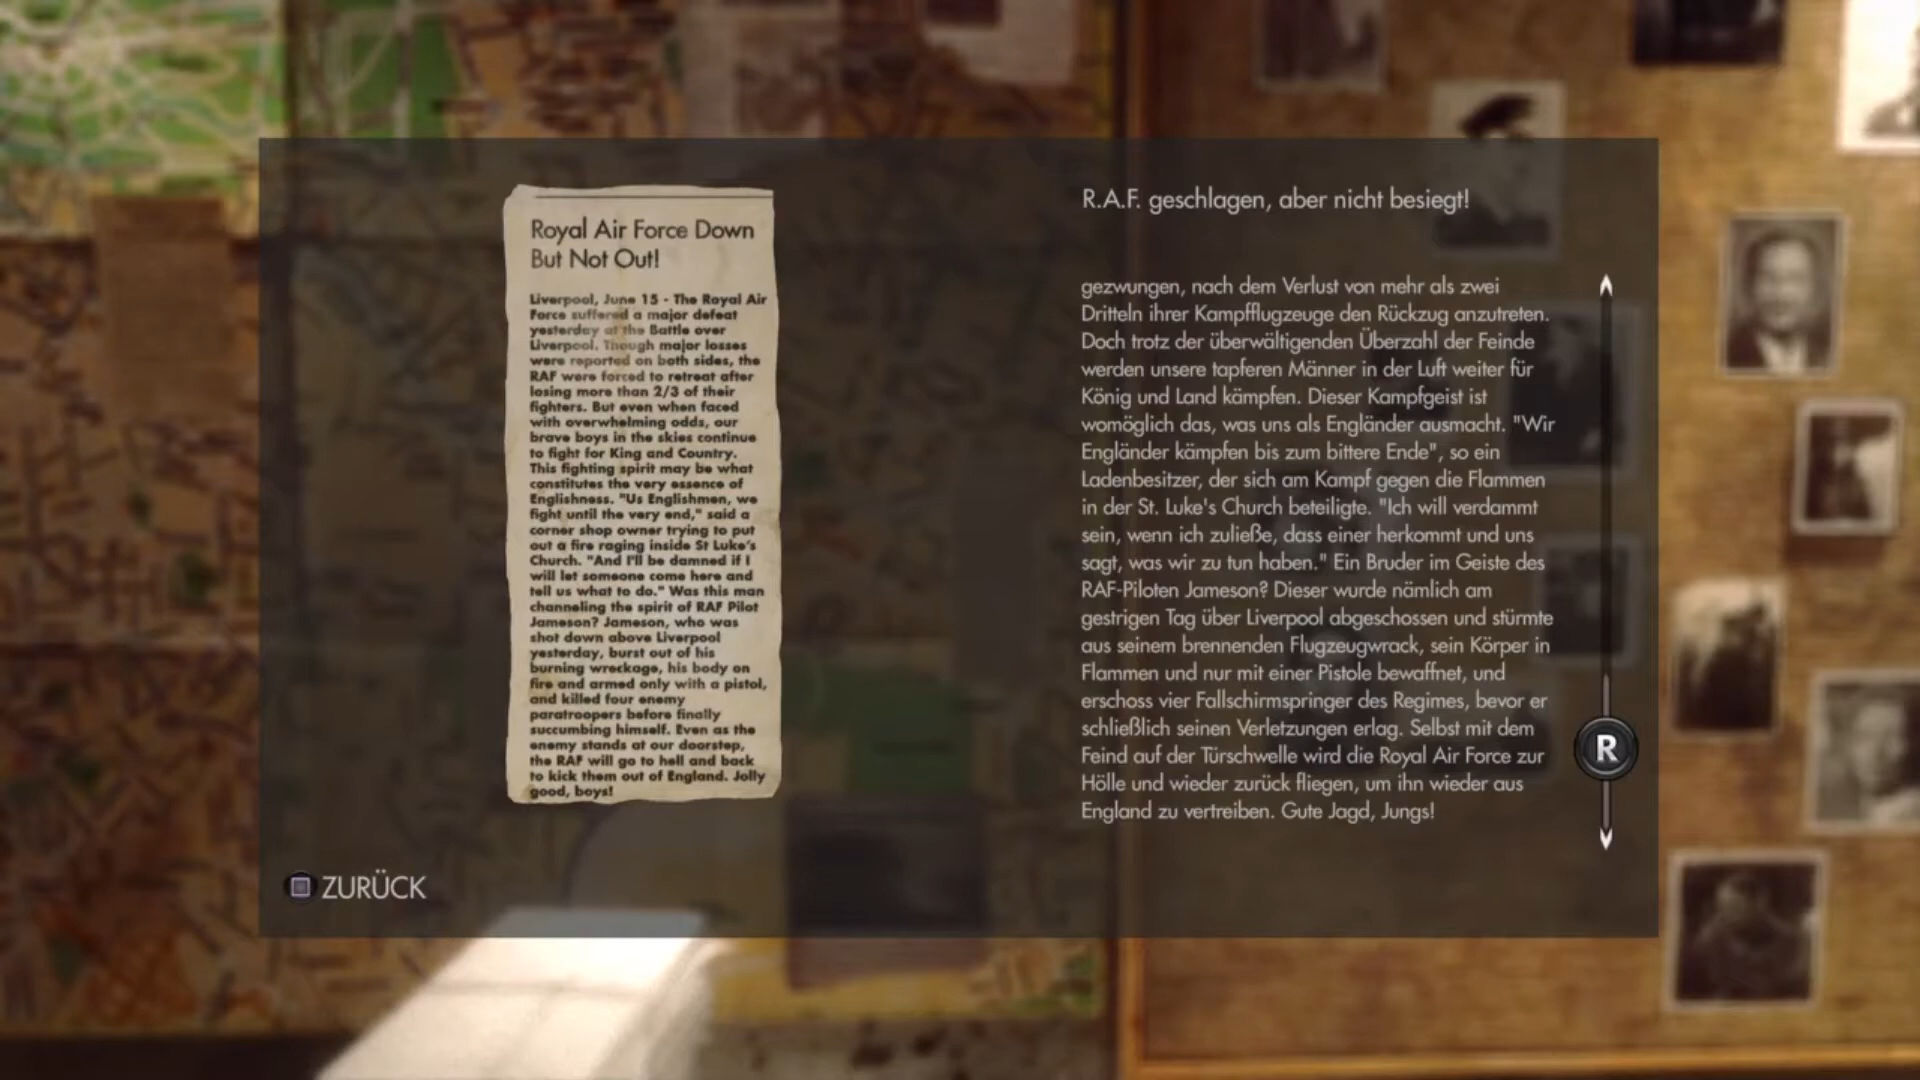 Royal Air Force Down
But Not Out!
Liverpool, June 15 - The Royal Air
Force suffered a major defeat
yesterday at the Battle over
Liverpool. Though major losses
were reported on both sides, the
RAF were forced to retreat after
losing more than 2/3 of their
fighters. But even when faced
with overwhelming odds, our
brave boys in the skies continue
to fight for King and Country.
This fighting spirit may be what
constitutes the very essence of
Englishness. "Us Englishmen, we
fight until the very end," said a
corner shop owner trying to put
out a fire raging inside St Luke's
Church. "And I'll be damned if I
will let someone come here and
tell us what to do." Was this man
channeling the spirit of RAF Pilot
Jameson? Jameson, who was
shot down above Liverpool
yesterday, burst out of his
burning wreckage, his body on
fire and armed only with a pistol,
and killed four enemy
paratroopers before finally
succumbing himself. Even as the
enemy stands at our doorstep,
the RAF will go to hell and back
to kick them out of England. Jolly
good, boys!
R.A.F. geschlagen, aber nicht besiegt!
gezwungen, nach dem Verlust von mehr als zwei
Dritteln ihrer Kampfflugzeuge den Rückzug anzutreten.
Doch trotz der überwältigenden Überzahl der Feinde
werden unsere tapferen Männer in der Luft weiter für
König und Land kämpfen. Dieser Kampfgeist ist
womöglich das, was uns als Engländer ausmacht. "Wir
Engländer kämpfen bis zum bittere Ende", so ein
Ladenbesitzer, der sich am Kampf gegen die Flammen
in der St. Luke's Church beteiligte. "Ich will verdammt
sein, wenn ich zuließe, dass einer herkommt und uns
sagt, was wir zu tun haben." Ein Bruder im Geiste des
RAF-Piloten Jameson? Dieser wurde nämlich am
gestrigen Tag über Liverpool abgeschossen und stürmte
aus seinem brennenden Flugzeugwrack, sein Körper in
Flammen und nur mit einer Pistole bewaffnet, und
erschoss vier Fallschirmspringer des Regimes, bevor er
schließlich seinen Verletzungen erlag. Selbst mit dem
Feind auf der Türschwelle wird die Royal Air Force zur
Hölle und wieder zurück fliegen, um ihn wieder aus
England zu vertreiben. Gute Jagd, Jungs!
R
ZURÜCK